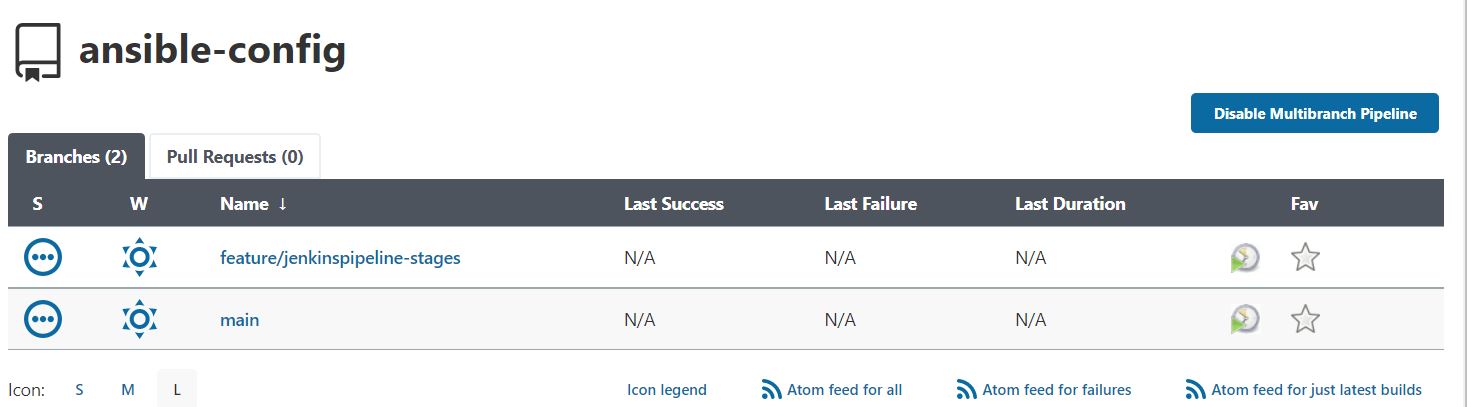 ansible-config
Disable Multibranch Pipeline
Branches (2) Pull Requests (0)
S W Name ↓ Last Success Last Failure Last Duration Fav
feature/jenkinspipeline-stages N/A N/A N/A
main N/A N/A N/A
Icon: S M L Icon legend Atom feed for all Atom feed for failures Atom feed for just latest builds